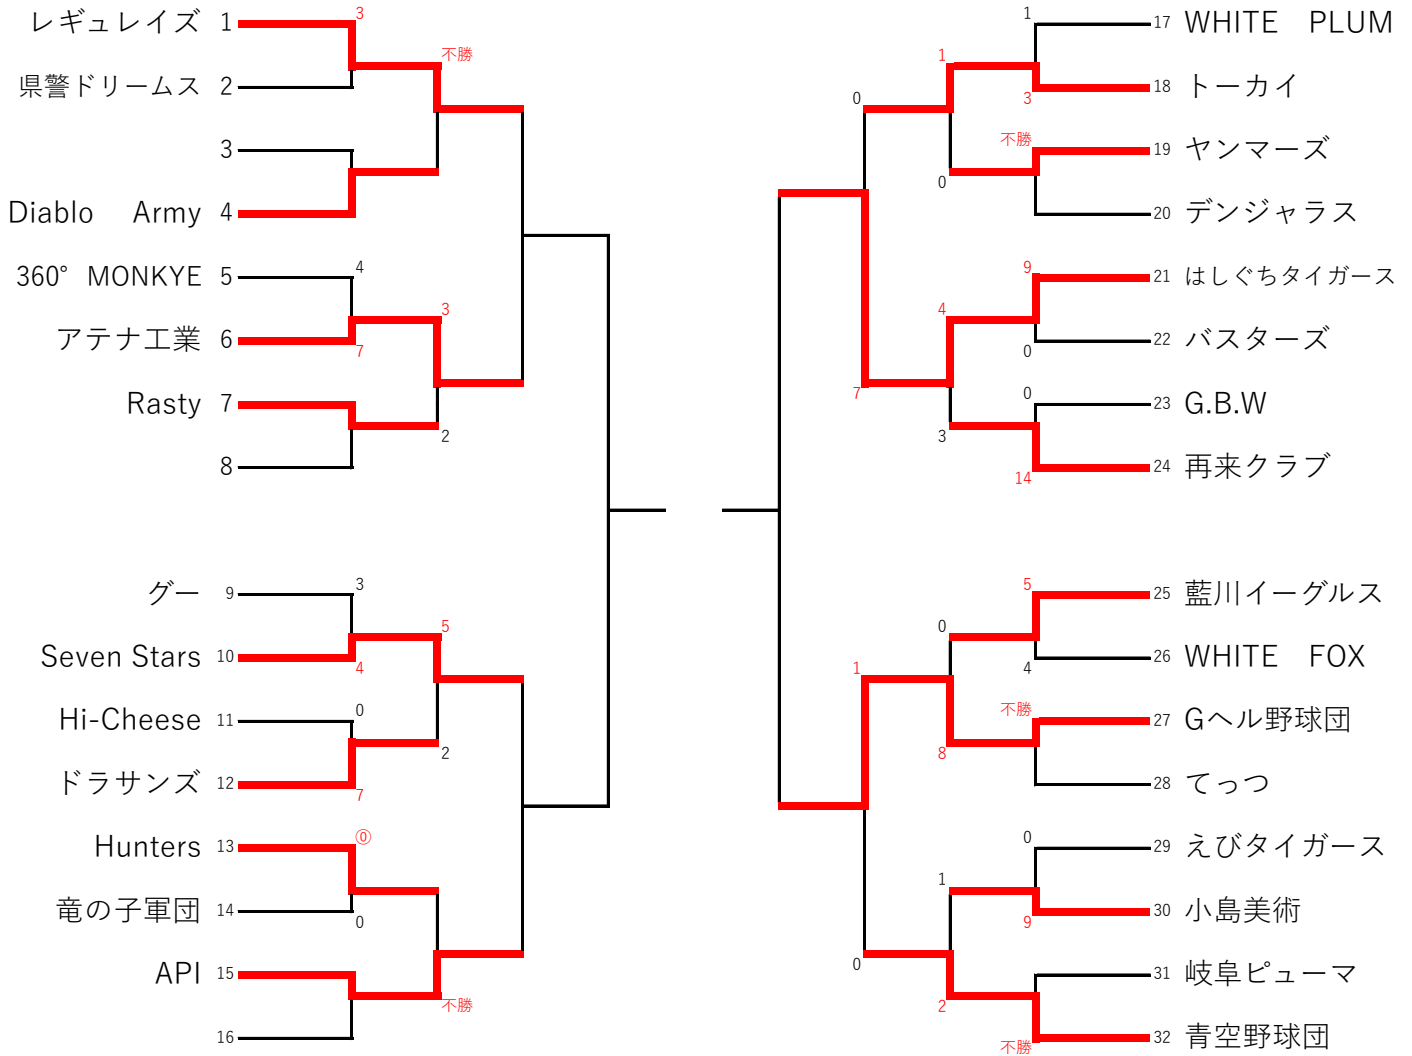 レギュレイズ 1
3
県警ドリームス 2
不勝
3
Diablo Army 4
360° MONKYE 5
4
アテナ工業 6
7
3
Rasty 7
2
8
グー 9
3
Seven Stars 10
4
5
Hi-Cheese 11
0
ドラサンズ 12
7
2
Hunters 13
⓪
竜の子軍団 14
0
API 15
不勝
16
1
17 WHITE PLUM
1
3
18 トーカイ
0
不勝
19 ヤンマーズ
0
20 デンジャラス
9
21 はしぐちタイガース
4
0
22 バスターズ
7
0
23 G.B.W
3
14
24 再来クラブ
5
25 藍川イーグルス
0
4
26 WHITE FOX
1
不勝
27 Gヘル野球団
8
28 てっつ
0
29 えびタイガース
1
9
30 小島美術
0
31 岐阜ピューマ
2
不勝
32 青空野球団